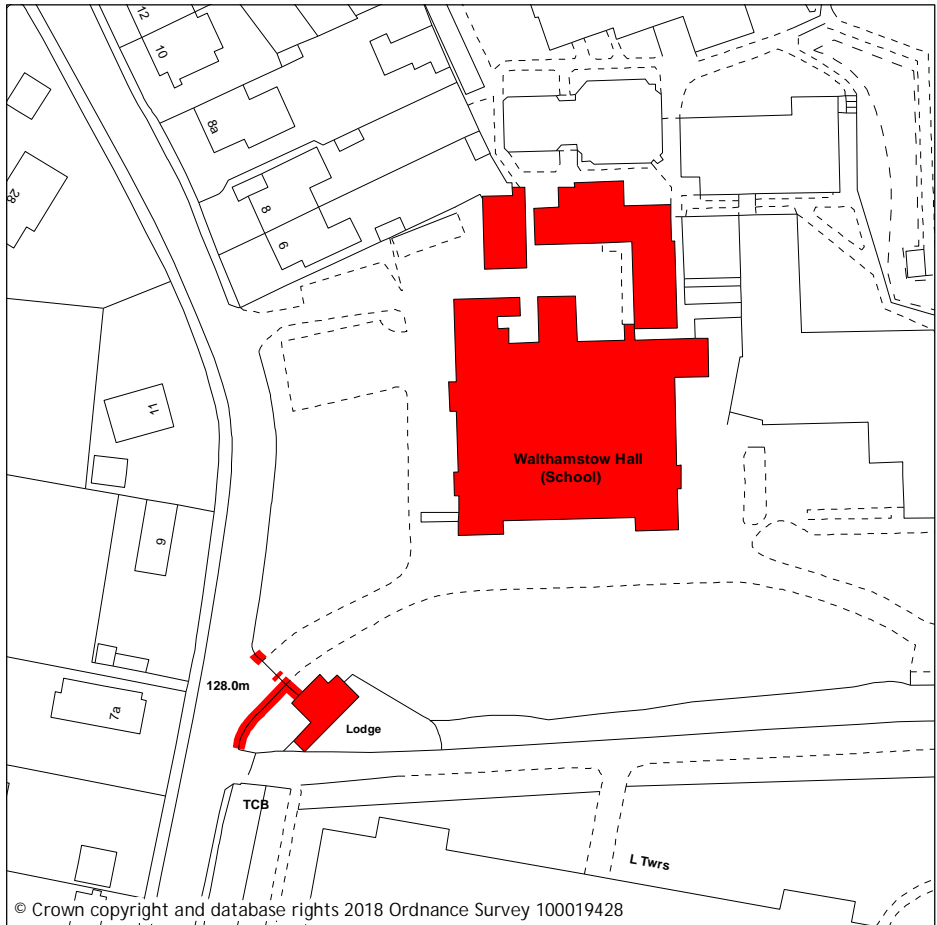 12
10
8a
28
8
6
11
Walthamstow Hall
(School)
9
128.0m
7a
Lodge
TCB
L Twrs
© Crown copyright and database rights 2018 Ordnance Survey 100019428